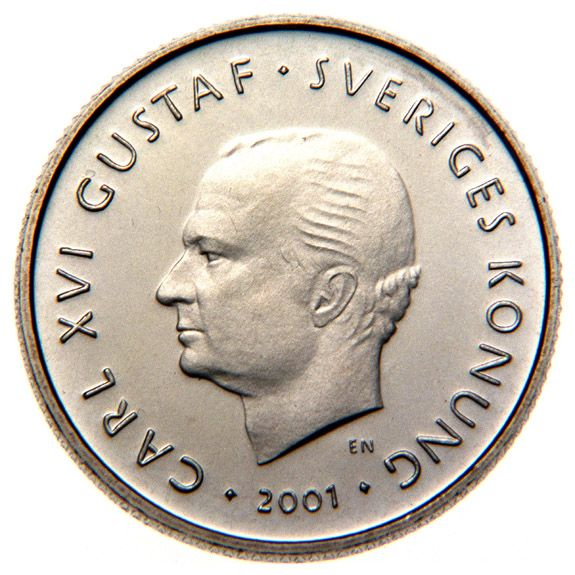 CARL XVI GUSTAF · SVERIGES KONUNG
EN
· 2001 ·